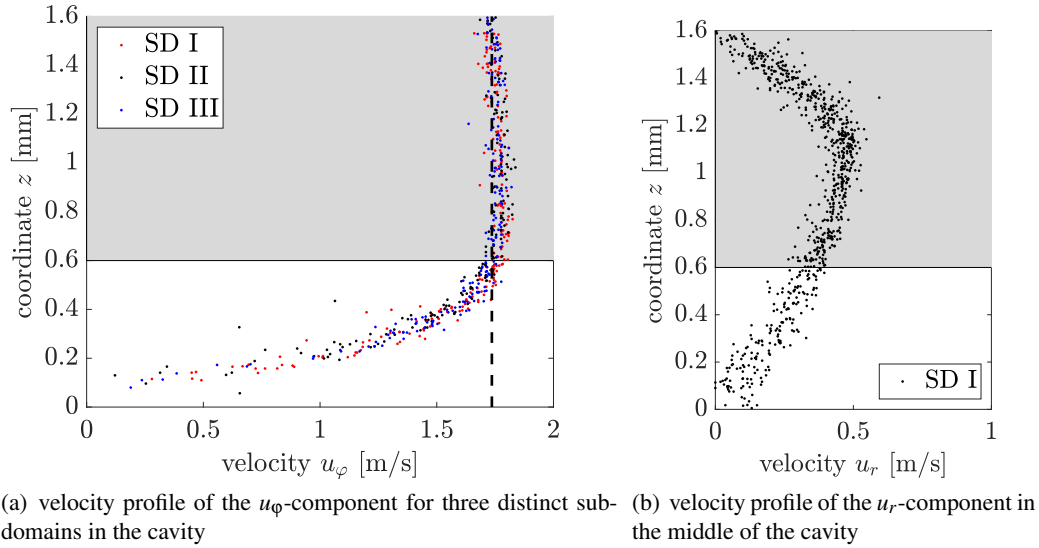 1.6
1.4
1.2
1
0.8
0.6
0.4
0.2
0
coordinate z [mm]
SD I
SD II
SD III
0 0.5 1 1.5 2
velocity uφ [m/s]
(a) velocity profile of the uφ-component for three distinct sub-
domains in the cavity
1.6
1.4
1.2
1
0.8
0.6
0.4
0.2
0
coordinate z [mm]
SD I
0 0.5 1
velocity ur [m/s]
(b) velocity profile of the ur-component in
the middle of the cavity